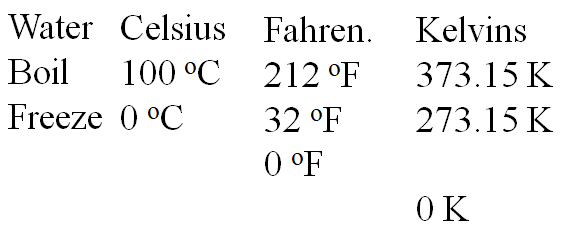 Water Celsius Fahren. Kelvins
Boil 100 ºC 212 ºF 373.15 K
Freeze 0 ºC 32 ºF 273.15 K
0 ºF
0 K